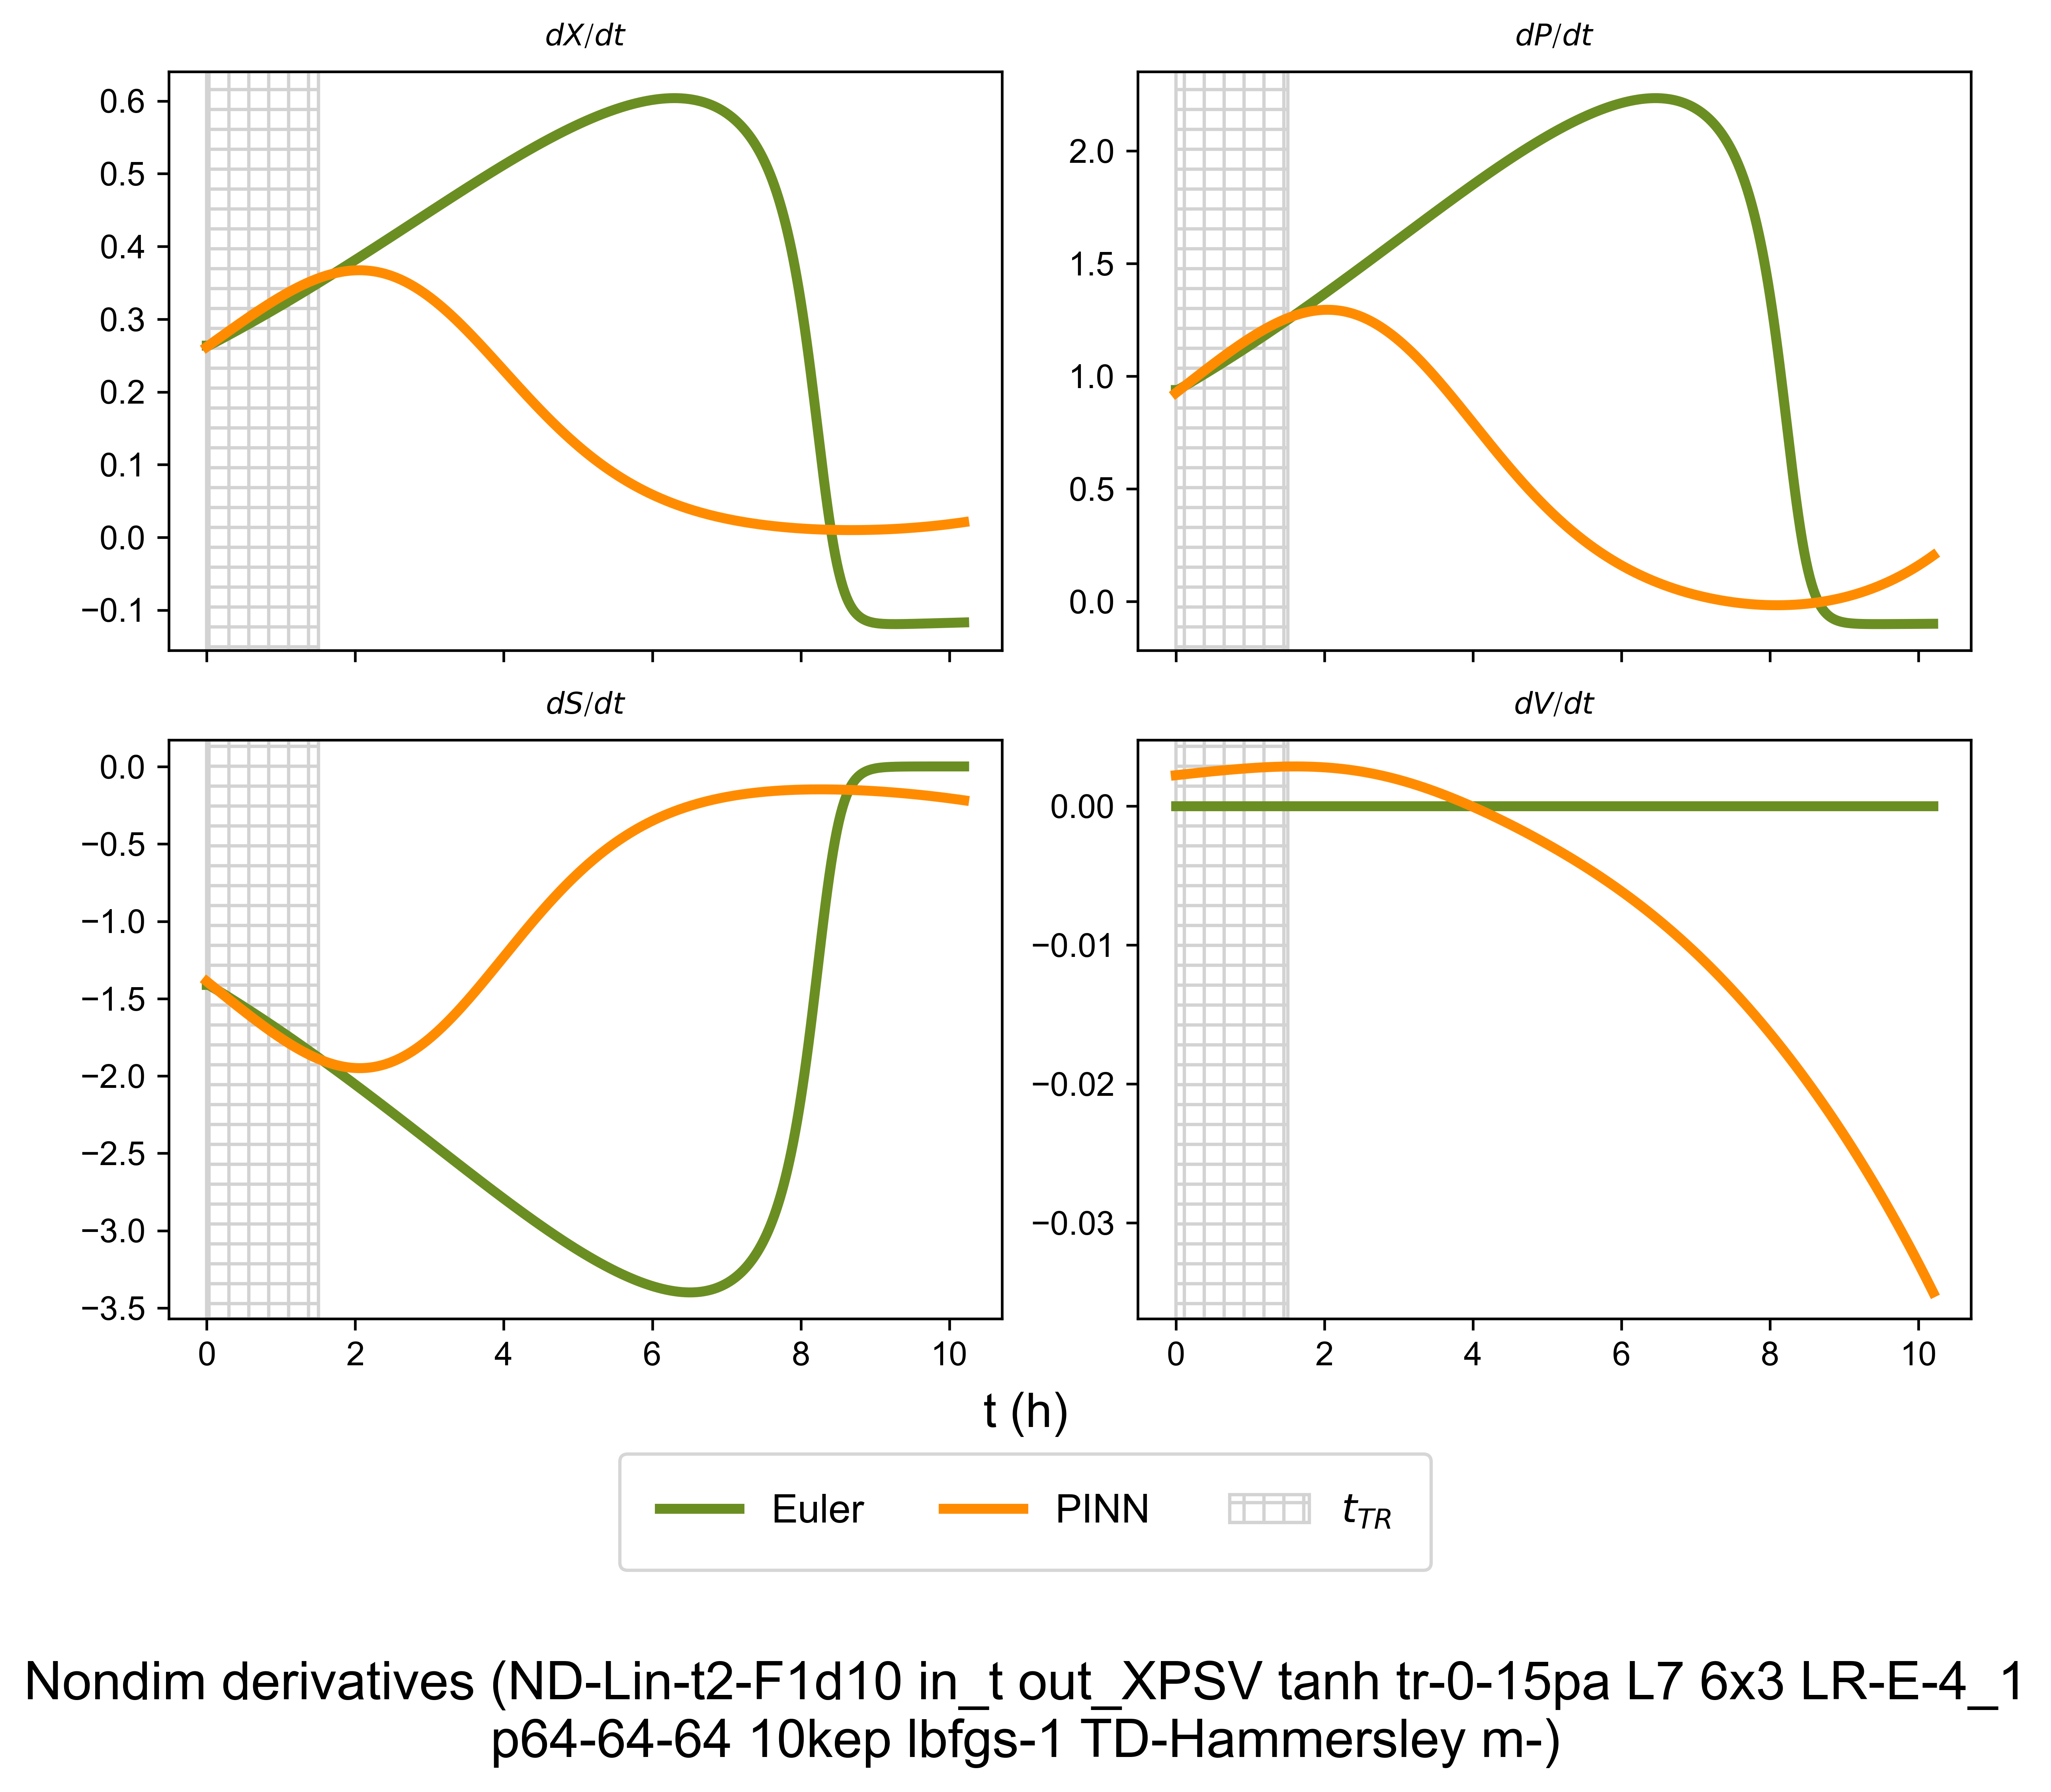 dX/dt
dP/dt
0.6
0.5
0.4
0.3
0.2
0.1
0.0
−0.1
2.0
1.5
1.0
0.5
0.0
dS/dt
dV/dt
0.0
−0.5
−1.0
−1.5
−2.0
−2.5
−3.0
−3.5
0.00
−0.01
−0.02
−0.03
0 2 4 6 8 10
0 2 4 6 8 10
t (h)
Euler PINN t_TR
Nondim derivatives (ND-Lin-t2-F1d10 in_t out_XPSV tanh tr-0-15pa L7 6x3 LR-E-4_1
p64-64-64 10kep lbfgs-1 TD-Hammersley m-)